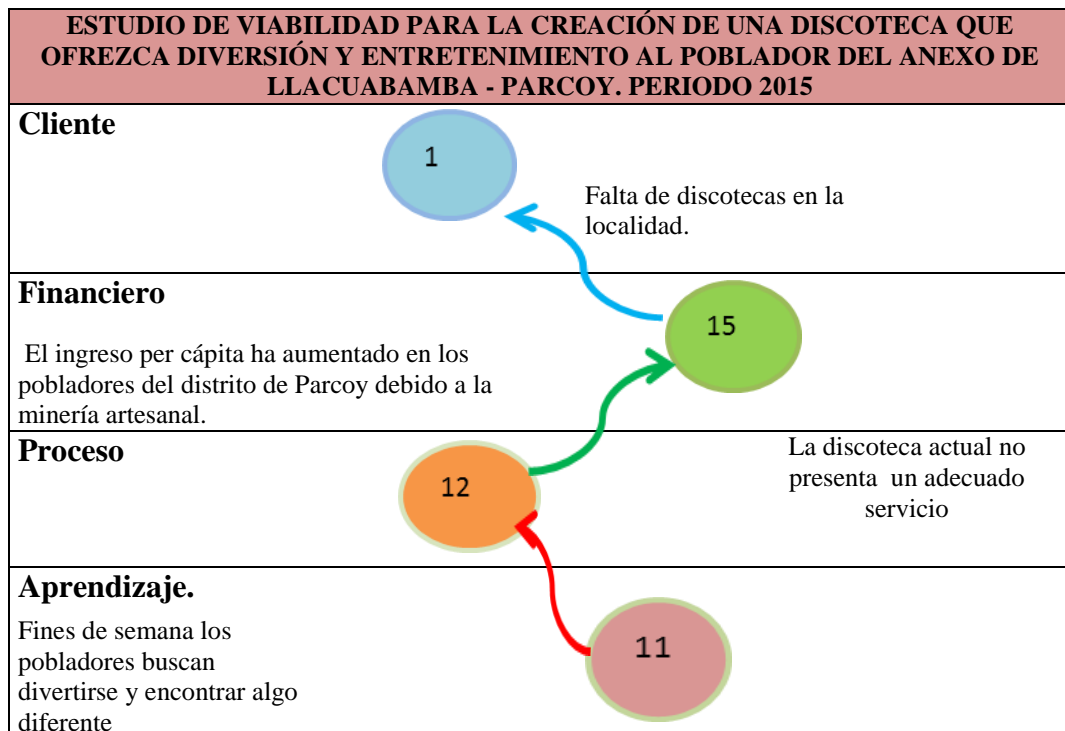 ESTUDIO DE VIABILIDAD PARA LA CREACIÓN DE UNA DISCOTECA QUE
OFREZCA DIVERSIÓN Y ENTRETENIMIENTO AL POBLADOR DEL ANEXO DE
LLACUABAMBA - PARCOY. PERIODO 2015
Cliente
1
Falta de discotecas en la
localidad.
Financiero
15
El ingreso per cápita ha aumentado en los
pobladores del distrito de Parcoy debido a la
minería artesanal.
Proceso
12
La discoteca actual no
presenta un adecuado
servicio
Aprendizaje.
Fines de semana los
pobladores buscan
divertirse y encontrar algo
diferente
11